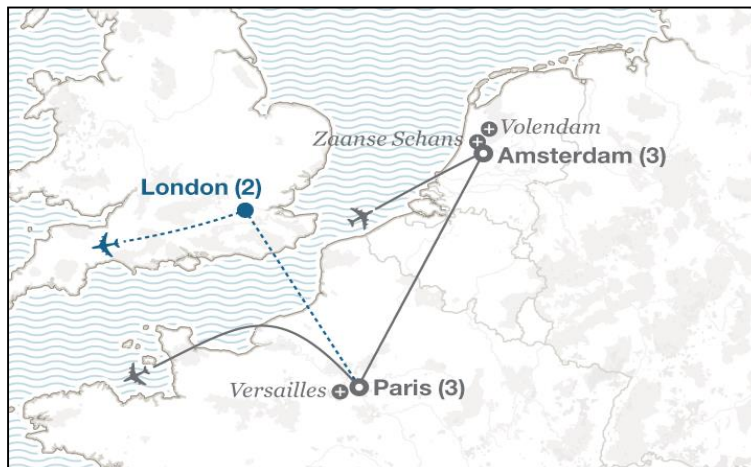 Volendam
Zaanse Schans
Amsterdam (3)
London (2)
Versailles
Paris (3)